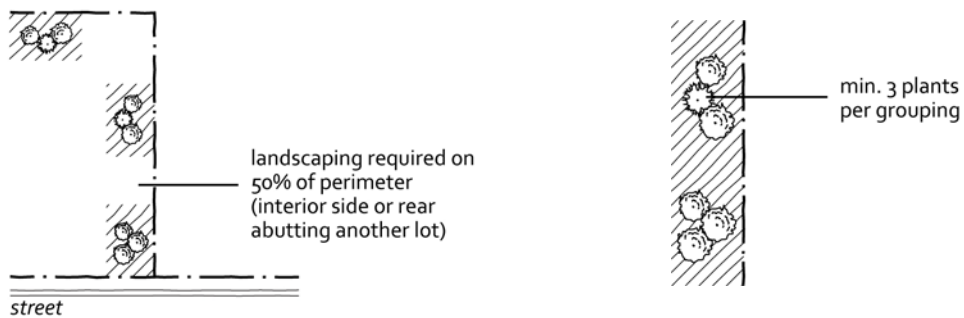 landscaping required on
50% of perimeter
(interior side or rear
abutting another lot)
street
min. 3 plants
per grouping